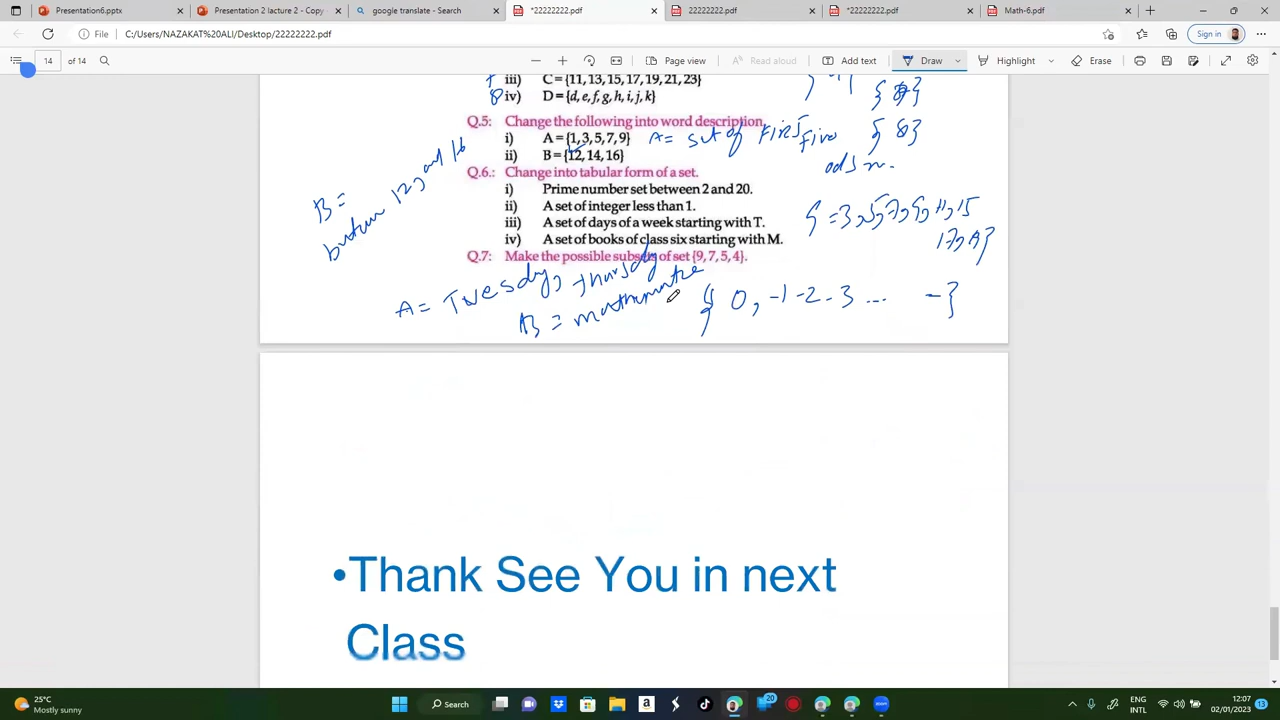 Presentation6.pptx
Presentation 2 lecture 2 - Copy
google translate - Search
*22222222.pdf
22222222.pdf
*22222222.pdf
Math-6.pdf
File C:/Users/NAZAKAT%20ALI/Desktop/22222222.pdf
Sign in
14 of 14
Page view
Read aloud
Add text
Draw
Highlight
Erase
iii) C = {11, 13, 15, 17, 19, 21, 23}
iv) D = {d, e, f, g, h, i, j, k}
8
Q.5: Change the following into word description.
i) A = {1, 3, 5, 7, 9} A = set of First Five
ii) B = {12, 14, 16}
{8}
Q.6.: Change into tabular form of a set.
i) Prime number set between 2 and 20.
ii) A set of integer less than 1.
iii) A set of days of a week starting with T.
iv) A set of books of class six starting with M.
Q.7: Make the possible subsets of set {9, 7, 5, 4}.
B =
12, and 16
A = Tuesday, thursdy
B =
{ 0, -1 -2 - 3 ... - }
•Thank See You in next
Class
25°C
Mostly sunny
Search
20
ENG
INTL
12:07
02/01/2023
13